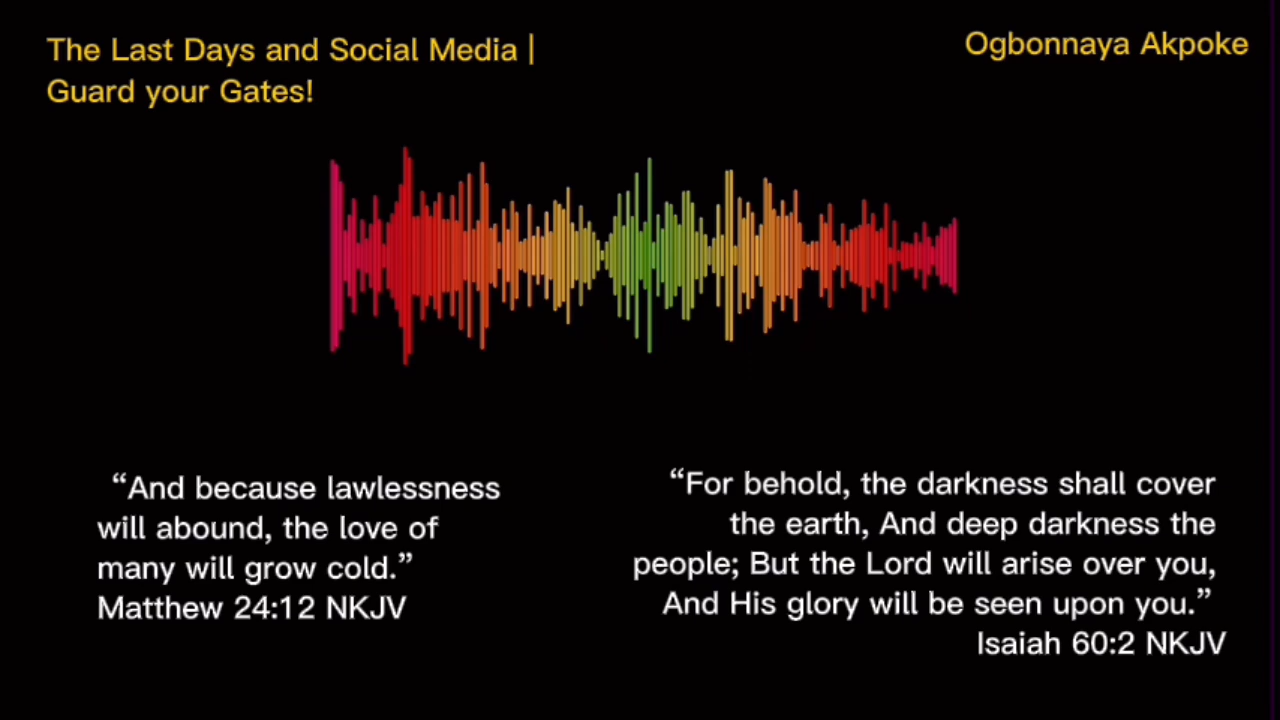 The Last Days and Social Media |
Guard your Gates!
Ogbonnaya Akpoke
“And because lawlessness
will abound, the love of
many will grow cold.”
Matthew 24:12 NKJV
“For behold, the darkness shall cover
the earth, And deep darkness the
people; But the Lord will arise over you,
And His glory will be seen upon you.”
Isaiah 60:2 NKJV